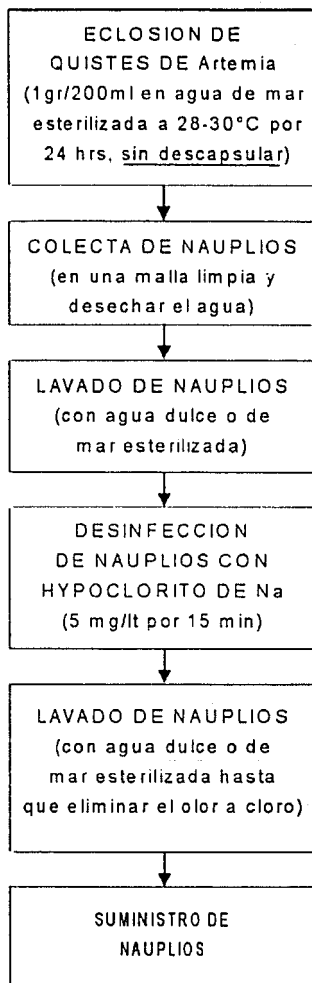 ECLOSION DE
QUISTES DE Artemia
(1gr/200ml en agua de mar
esterilizada a 28-30°C por
24 hrs, sin descapsular)
COLECTA DE NAUPLIOS
(en una malla limpia y
desechar el agua)
LAVADO DE NAUPLIOS
(con agua dulce o de
mar esterilizada)
DESINFECCION
DE NAUPLIOS CON
HYPOCLORITO DE Na
(5 mg/lt por 15 min)
LAVADO DE NAUPLIOS
(con agua dulce o de
mar esterilizada hasta
que eliminar el olor a cloro)
SUMINISTRO DE
NAUPLIOS